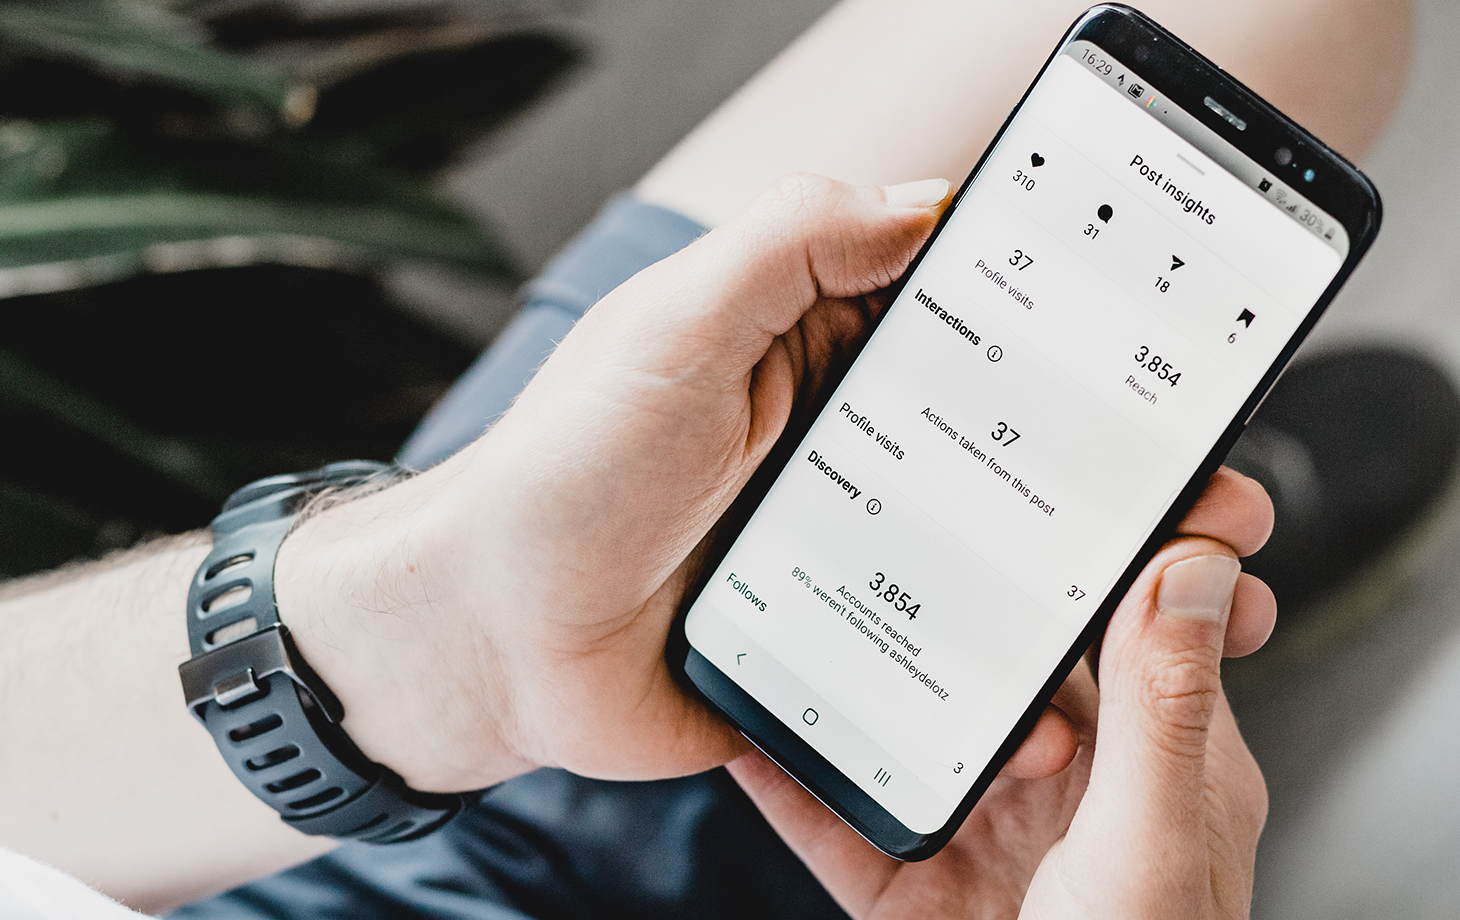 16:29
30%
Post insights
310
31
18
6
37
Profile visits
3,854
Reach
Interactions
37
Actions taken from this post
Profile visits
37
Discovery
3,854
Accounts reached
89% weren't following ashleydelotz
Follows
3